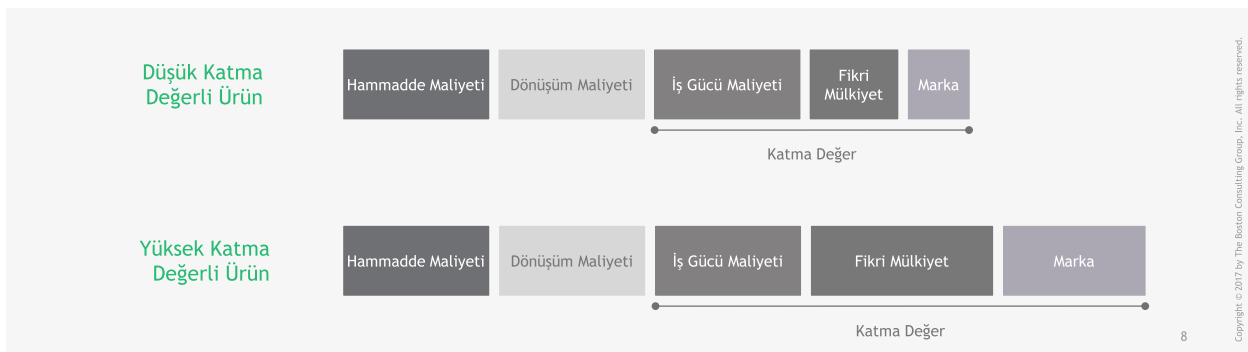 Düşük Katma
Değerli Ürün
Hammadde Maliyeti
Dönüşüm Maliyeti
İş Gücü Maliyeti
Fikri
Mülkiyet
Marka
Katma Değer
Yüksek Katma
Değerli Ürün
Hammadde Maliyeti
Dönüşüm Maliyeti
İş Gücü Maliyeti
Fikri Mülkiyet
Marka
Katma Değer
8
Copyright © 2017 by The Boston Consulting Group, Inc. All rights reserved.